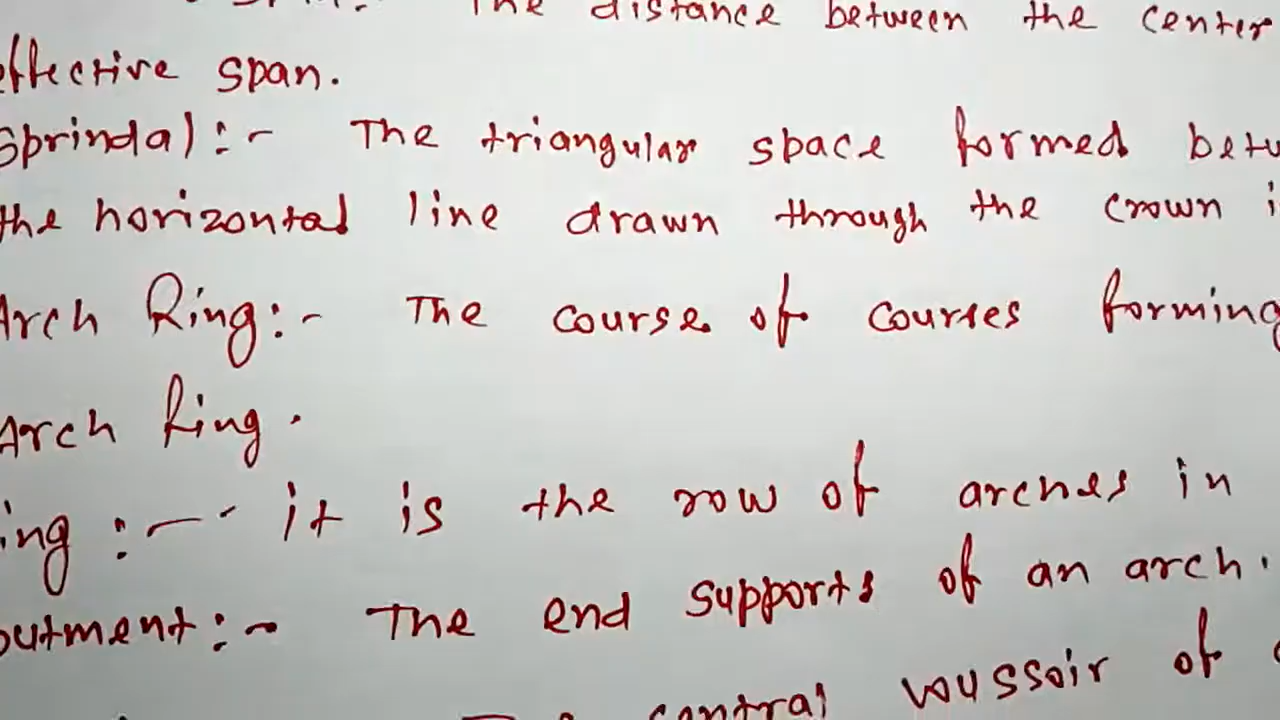 The distance between the center
effective span.
Sprindal:- The triangular space formed betw
the horizontal line drawn through the crown i
Arch Ring:- The course of courses forming
Arch Ring.
ing :- it is the row of arches in
outment:- The end supports of an arch.
central voussoir of